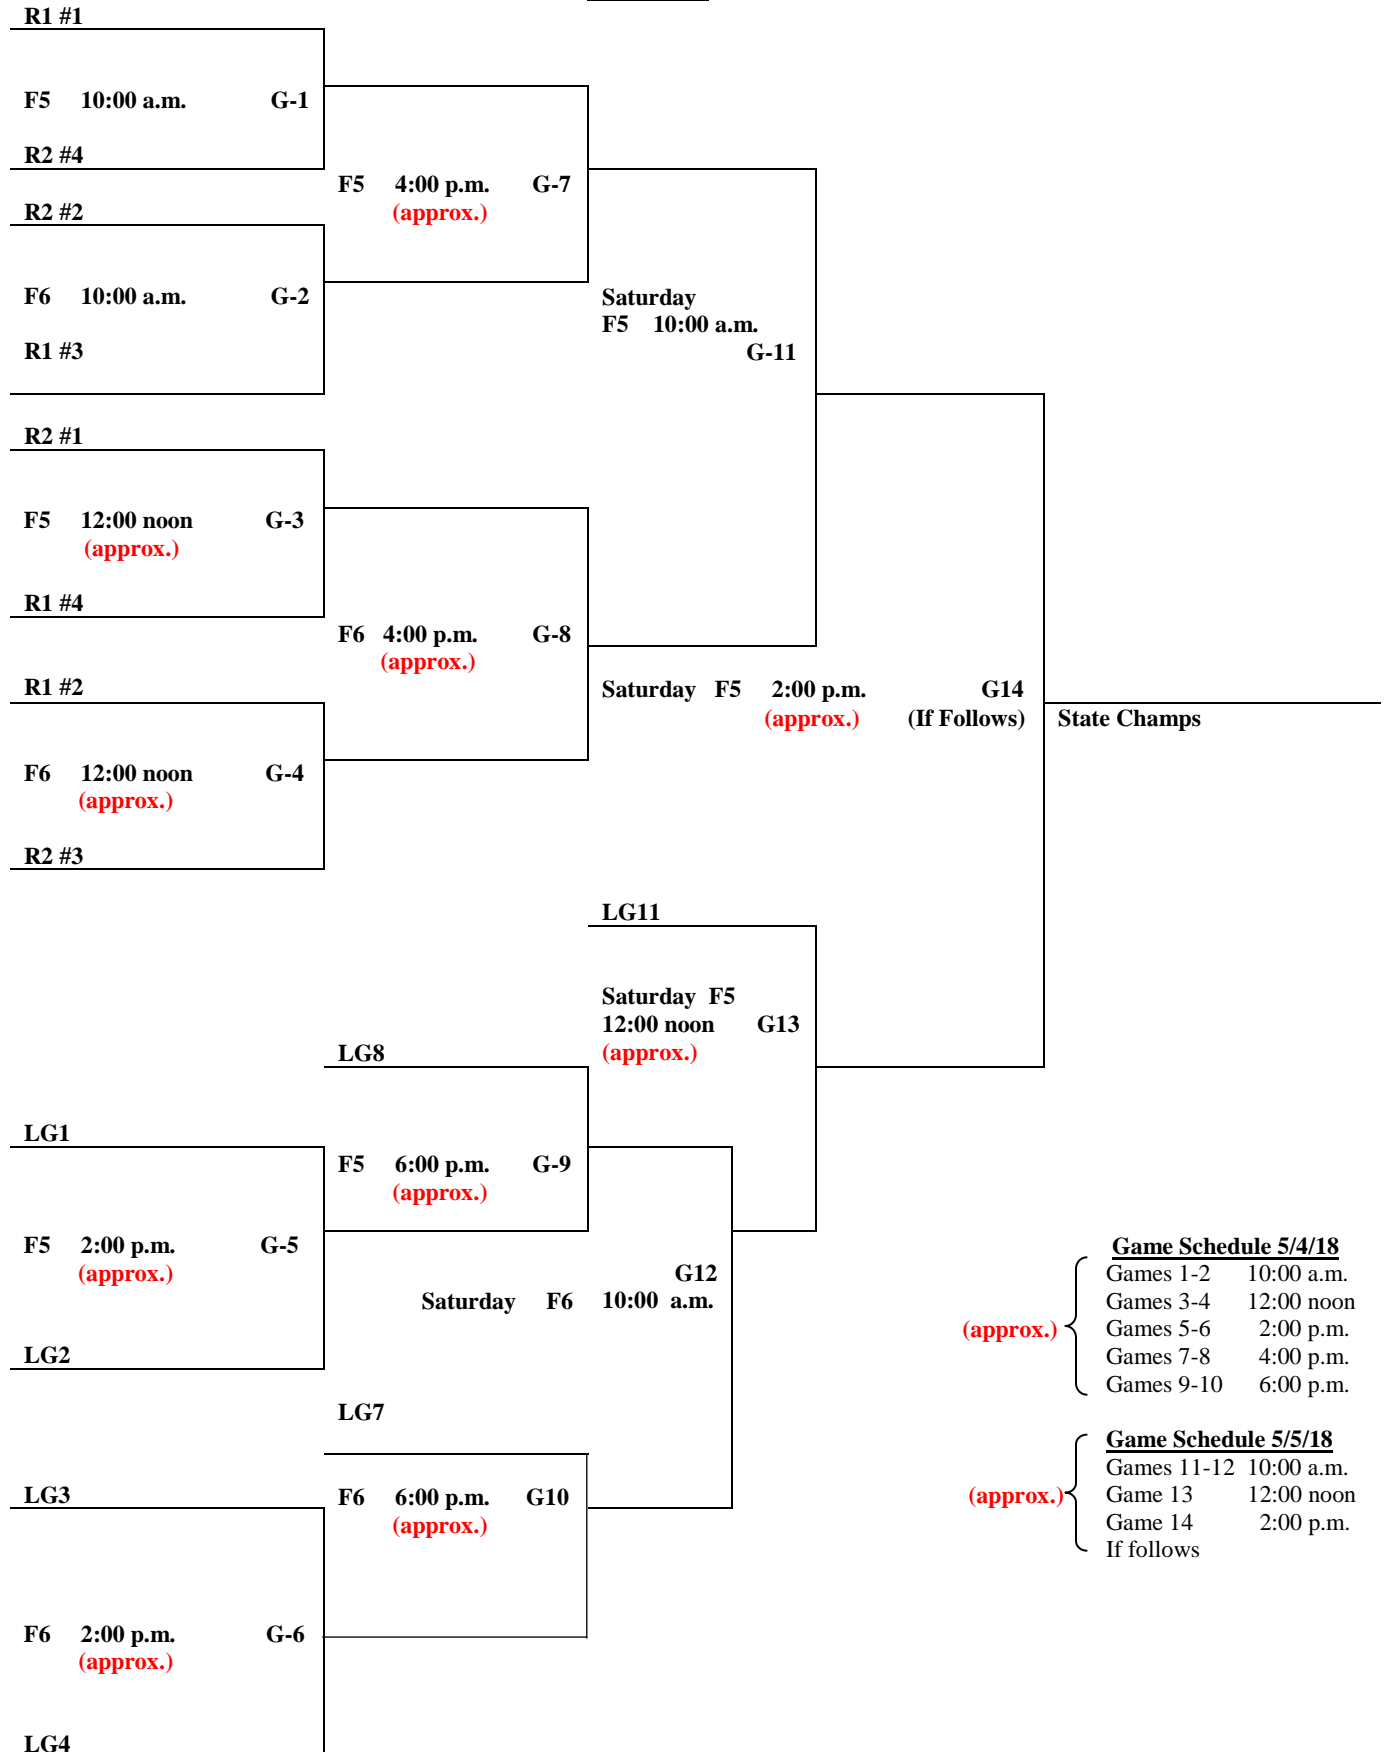 R1 #1
F5 10:00 a.m. G-1
R2 #4
F5 4:00 p.m. G-7
(approx.)
R2 #2
F6 10:00 a.m. G-2
R1 #3
Saturday
F5 10:00 a.m.
G-11
R2 #1
F5 12:00 noon G-3
(approx.)
R1 #4
F6 4:00 p.m. G-8
(approx.)
R1 #2
Saturday F5 2:00 p.m. G14
(approx.) (If Follows)
State Champs
F6 12:00 noon G-4
(approx.)
R2 #3
LG11
Saturday F5
12:00 noon G13
(approx.)
LG8
LG1
F5 6:00 p.m. G-9
(approx.)
F5 2:00 p.m. G-5
(approx.)
G12
Saturday F6 10:00 a.m.
LG2
LG7
LG3
F6 6:00 p.m. G10
(approx.)
F6 2:00 p.m. G-6
(approx.)
LG4
Game Schedule 5/4/18
Games 1-2 10:00 a.m.
Games 3-4 12:00 noon
(approx.) Games 5-6 2:00 p.m.
Games 7-8 4:00 p.m.
Games 9-10 6:00 p.m.
Game Schedule 5/5/18
Games 11-12 10:00 a.m.
(approx.) Game 13 12:00 noon
Game 14 2:00 p.m.
If follows